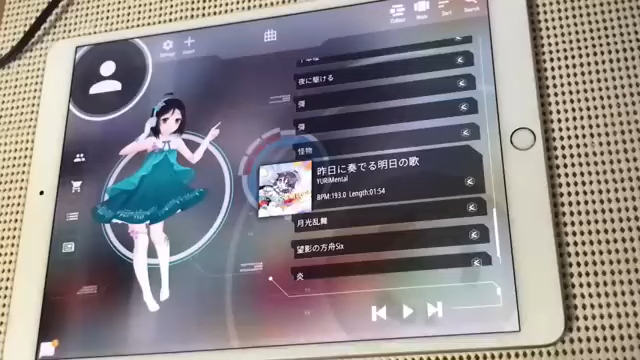 曲
夜に駆ける
弾
弾
怪物
昨日に奏でる明日の歌
YURiMental
BPM:193.0 Length:01:54
月光乱舞
望影の方舟Six
炎